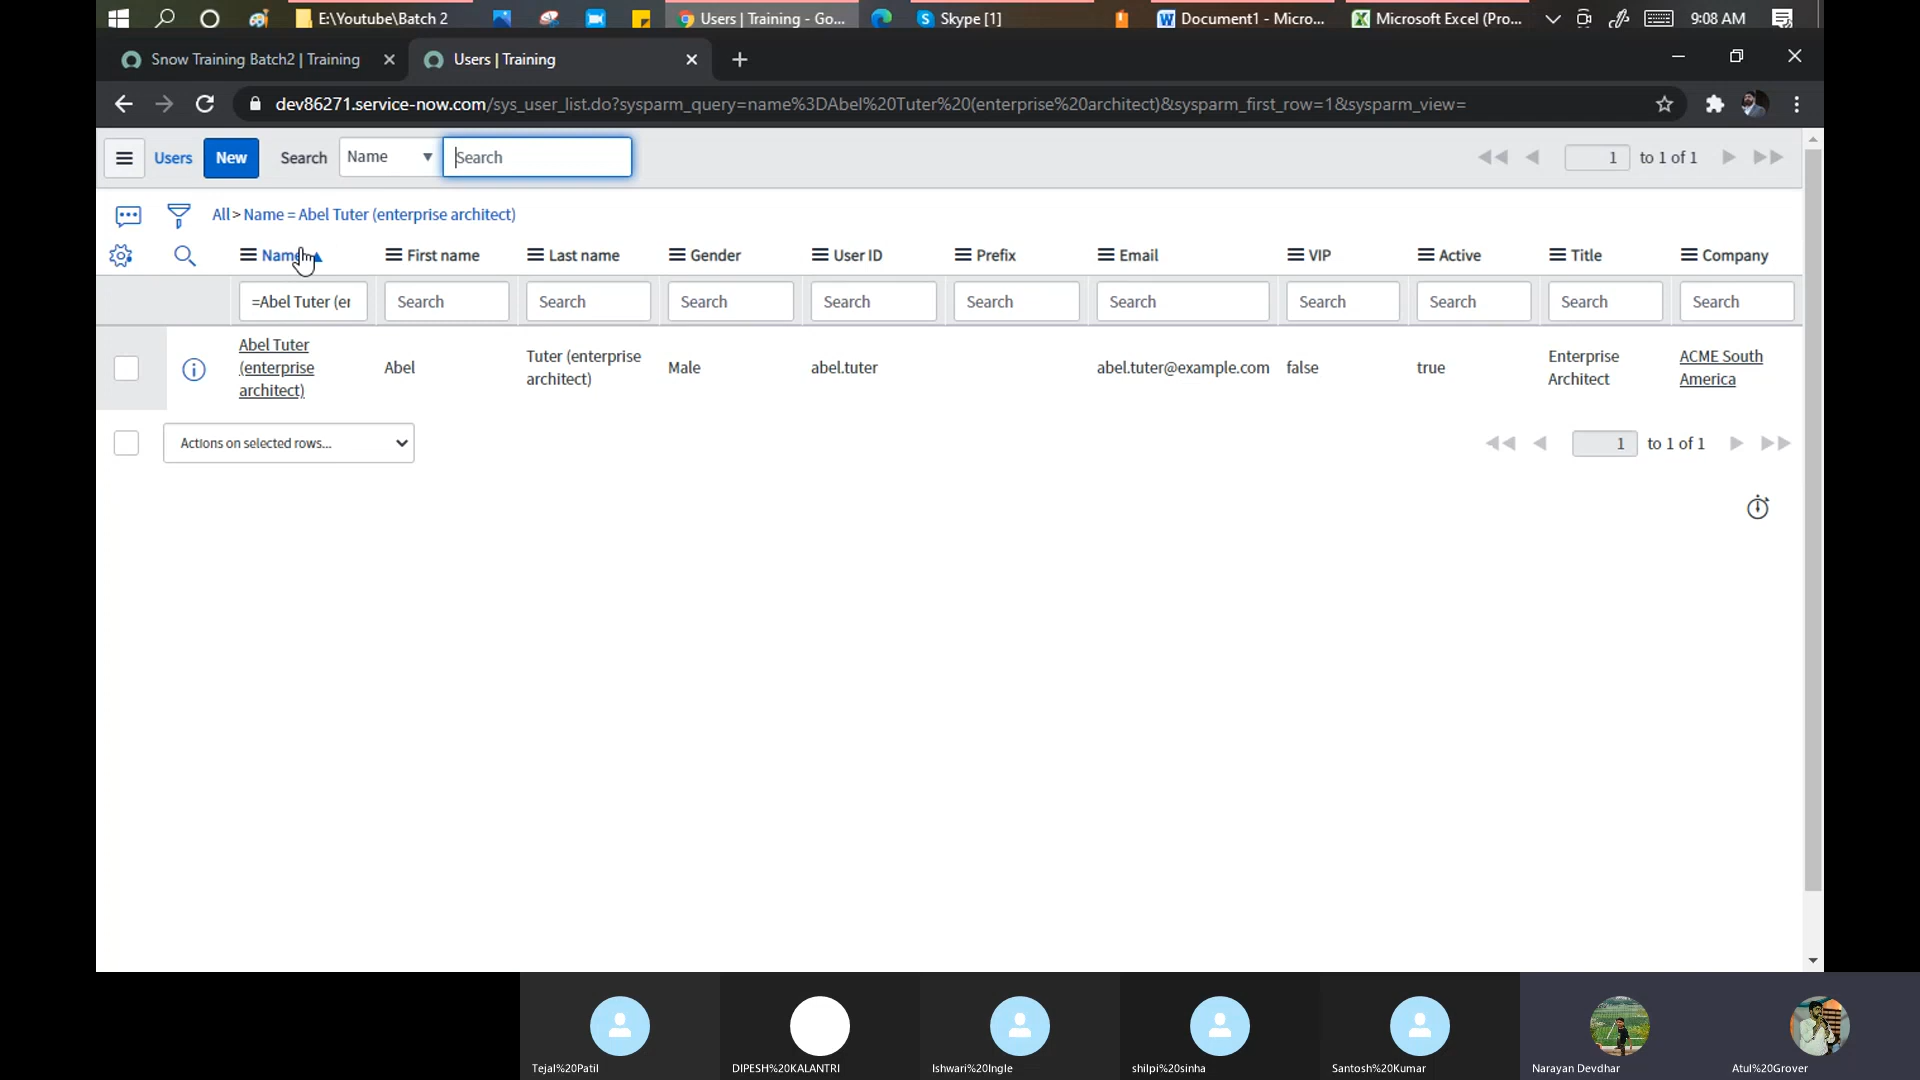 E:\Youtube\Batch 2
Users | Training - Go...
Skype [1]
Document1 - Micro...
Microsoft Excel (Pro...
9:08 AM
Snow Training Batch2 | Training
Users | Training
dev86271.service-now.com/sys_user_list.do?sysparm_query=name%3DAbel%20Tuter%20(enterprise%20architect)&sysparm_first_row=1&sysparm_view=
Users New Search Name Search
1 to 1 of 1
All > Name = Abel Tuter (enterprise architect)
Name First name Last name Gender User ID Prefix Email VIP Active Title Company
=Abel Tuter (er Search Search Search Search Search Search Search Search Search Search
Abel Tuter
(enterprise
architect)
Abel
Tuter (enterprise
architect)
Male
abel.tuter
abel.tuter@example.com
false
true
Enterprise
Architect
ACME South
America
Actions on selected rows...
1 to 1 of 1
Tejal%20Patil
DIPESH%20KALANTRI
Ishwari%20Ingle
shilpi%20sinha
Santosh%20Kumar
Narayan Devdhar
Atul%20Grover